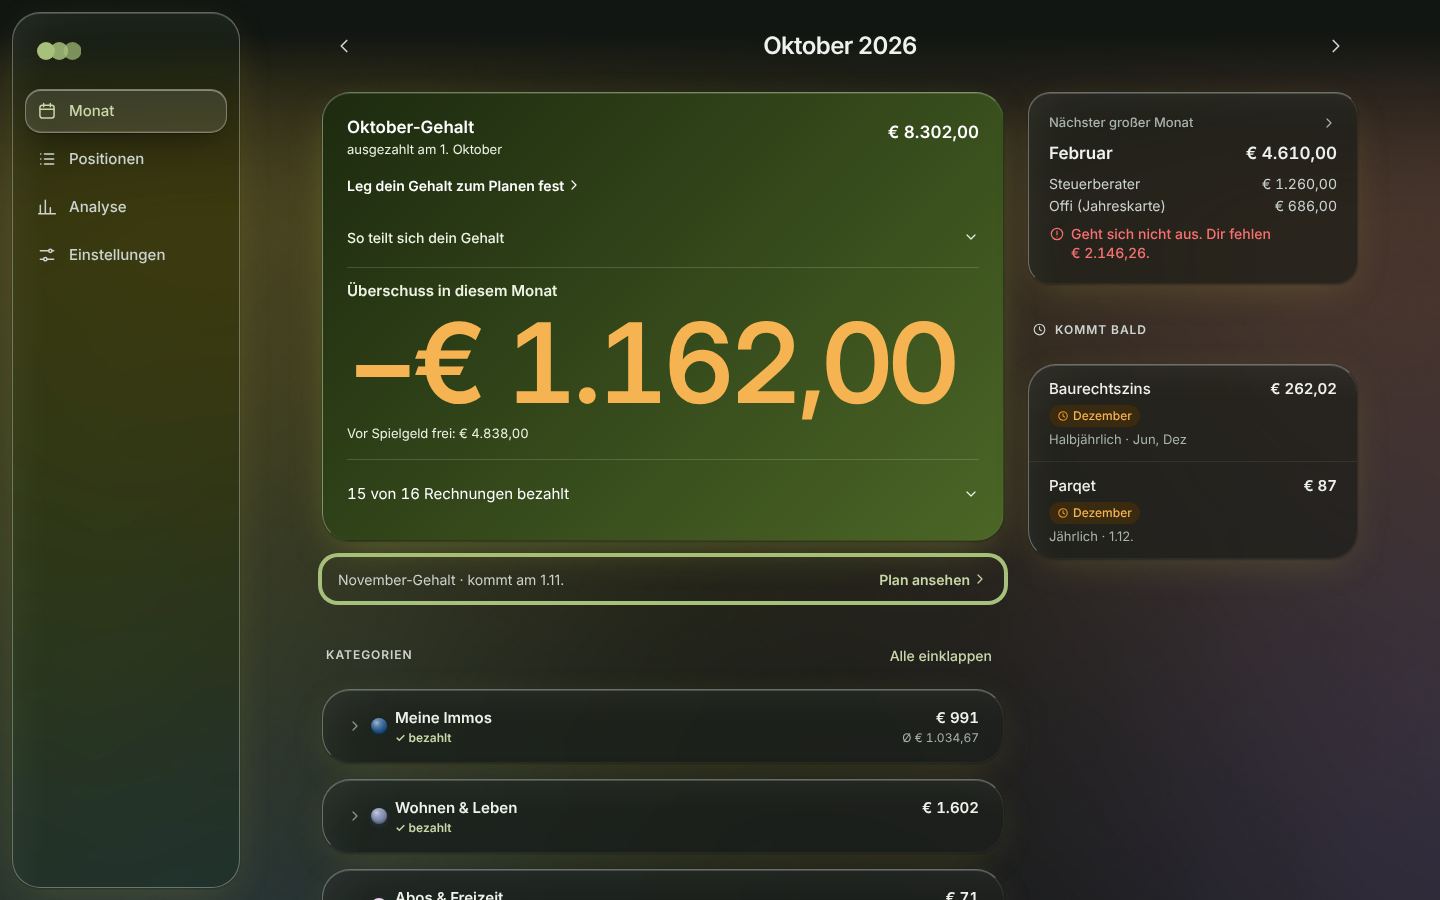 Oktober 2026
Monat
Positionen
Analyse
Einstellungen
Oktober-Gehalt
€ 8.302,00
ausgezahlt am 1. Oktober
Leg dein Gehalt zum Planen fest
So teilt sich dein Gehalt
Überschuss in diesem Monat
–€ 1.162,00
Vor Spielgeld frei: € 4.838,00
15 von 16 Rechnungen bezahlt
November-Gehalt · kommt am 1.11.
Plan ansehen
KATEGORIEN
Alle einklappen
Meine Immos
€ 991
✓ bezahlt
Ø € 1.034,67
Wohnen & Leben
€ 1.602
✓ bezahlt
Abos & Freizeit
€ 71
Nächster großer Monat
Februar
€ 4.610,00
Steuerberater
€ 1.260,00
Offi (Jahreskarte)
€ 686,00
Geht sich nicht aus. Dir fehlen
€ 2.146,26.
KOMMT BALD
Baurechtszins
€ 262,02
Dezember
Halbjährlich · Jun, Dez
Parqet
€ 87
Dezember
Jährlich · 1.12.